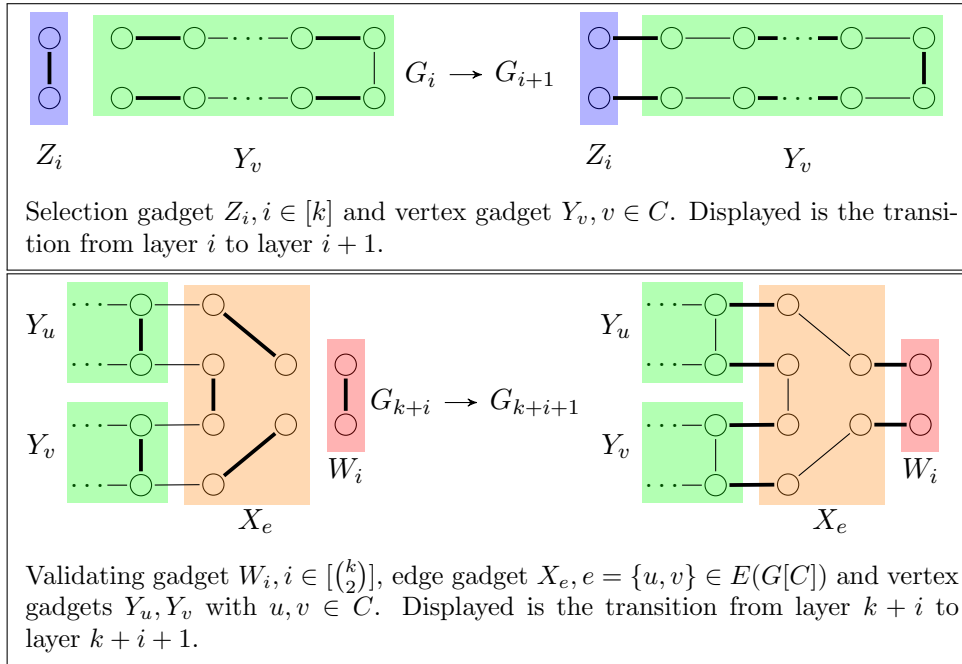 G_i → G_{i+1}
Z_i Y_v Z_i Y_v
Selection gadget Z_i, i ∈ [k] and vertex gadget Y_v, v ∈ C. Displayed is the transi-
tion from layer i to layer i + 1.
Y_u Y_u
G_{k+i} → G_{k+i+1}
Y_v Y_v
W_i W_i
X_e X_e
Validating gadget W_i, i ∈ [\binom{k}{2}], edge gadget X_e, e = {u, v} ∈ E(G[C]) and vertex
gadgets Y_u, Y_v with u, v ∈ C. Displayed is the transition from layer k + i to
layer k + i + 1.